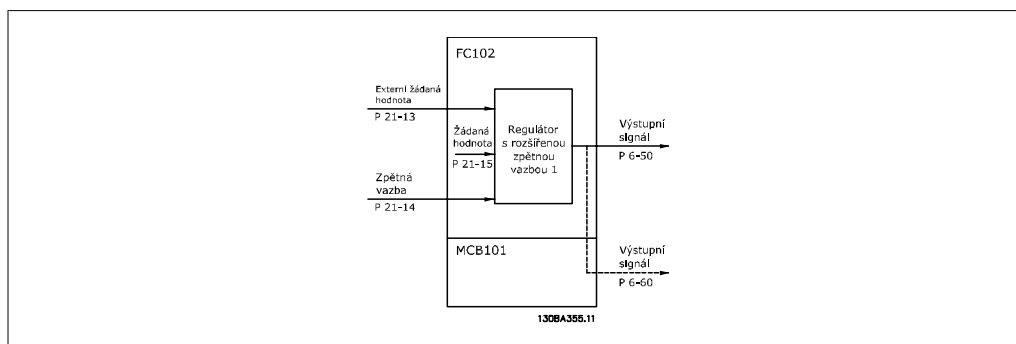 FC102
Externí žádaná
hodnota
P 21-13
Žádaná
hodnota
P 21-15
Zpětná
vazba
P 21-14
Regulátor
s rozšířenou
zpětnou
vazbou 1
Výstupní
signál
P 6-50
MCB101
Výstupní
signál
P 6-60
130BA355.11